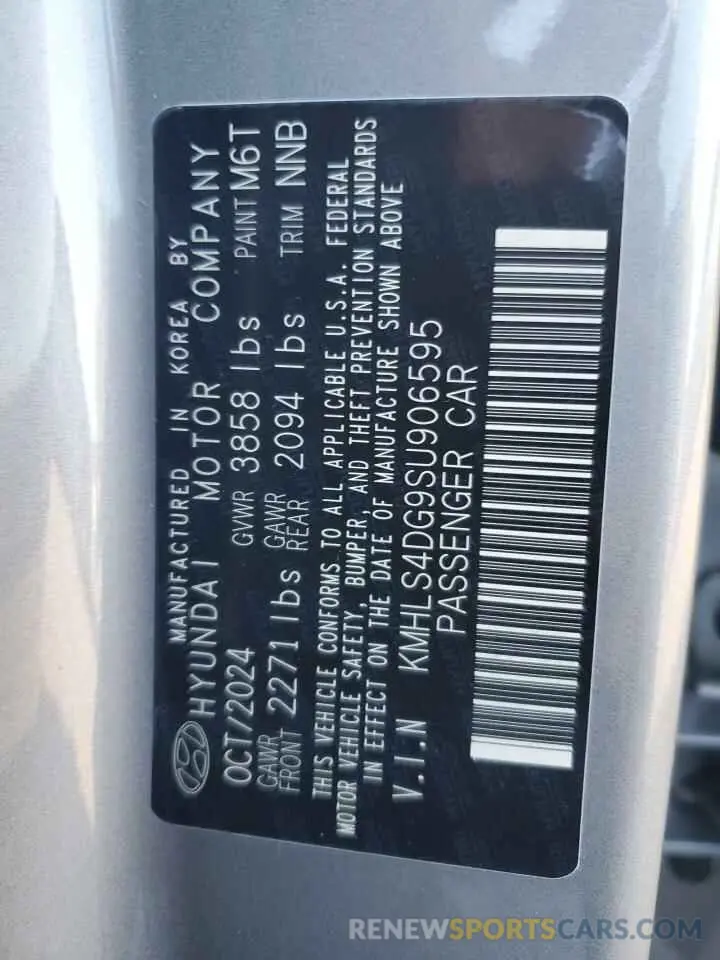 MANUFACTURED IN KOREA BY
HYUNDAI MOTOR COMPANY
OCT/2024 GVWR 3858 lbs PAINT M6T
GAWR FRONT 2271 lbs GAWR REAR 2094 lbs TRIM NNB
THIS VEHICLE CONFORMS TO ALL APPLICABLE U.S.A. FEDERAL
MOTOR VEHICLE SAFETY, BUMPER, AND THEFT PREVENTION STANDARDS
IN EFFECT ON THE DATE OF MANUFACTURE SHOWN ABOVE
V.I.N KMHLS4DG9SU906595
PASSENGER CAR
RENEWSPORTSCARS.COM